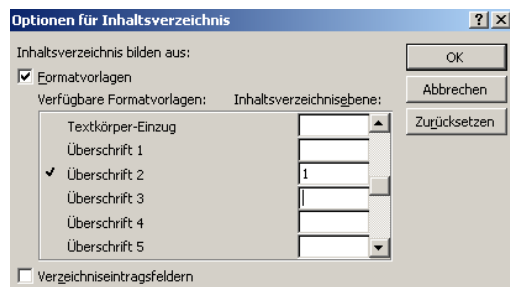 Optionen für Inhaltsverzeichnis
Inhaltsverzeichnis bilden aus:
OK
Formatvorlagen
Abbrechen
Verfügbare Formatvorlagen: Inhaltsverzeichnisebene:
Zurücksetzen
Textkörper-Einzug
Überschrift 1
Überschrift 2 1
Überschrift 3
Überschrift 4
Überschrift 5
Verzeichniseintragsfeldern